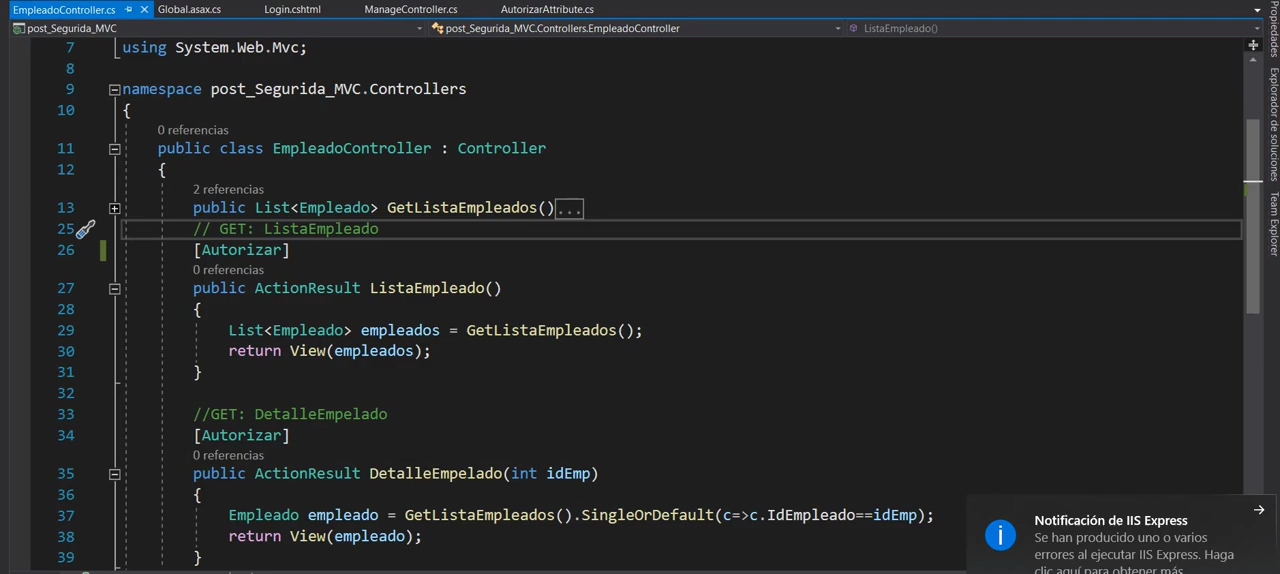 EmpleadoController.cs Global.asax.cs Login.cshtml ManageController.cs AutorizarAttribute.cs
post_Segurida_MVC post_Segurida_MVC.Controllers.EmpleadoController ListaEmpleado()
7 using System.Web.Mvc;
8
9 namespace post_Segurida_MVC.Controllers
10 {
0 referencias
11 public class EmpleadoController : Controller
12 {
2 referencias
13 public List<Empleado> GetListaEmpleados()...
25 // GET: ListaEmpleado
26 [Autorizar]
0 referencias
27 public ActionResult ListaEmpleado()
28 {
29 List<Empleado> empleados = GetListaEmpleados();
30 return View(empleados);
31 }
32
33 //GET: DetalleEmpelado
34 [Autorizar]
0 referencias
35 public ActionResult DetalleEmpelado(int idEmp)
36 {
37 Empleado empleado = GetListaEmpleados().SingleOrDefault(c=>c.IdEmpleado==idEmp);
38 return View(empleado);
39 }
Propiedades
Explorador de soluciones
Team Explorer
Notificación de IIS Express
Se han producido uno o varios
errores al ejecutar IIS Express. Haga
clic aquí para obtener más